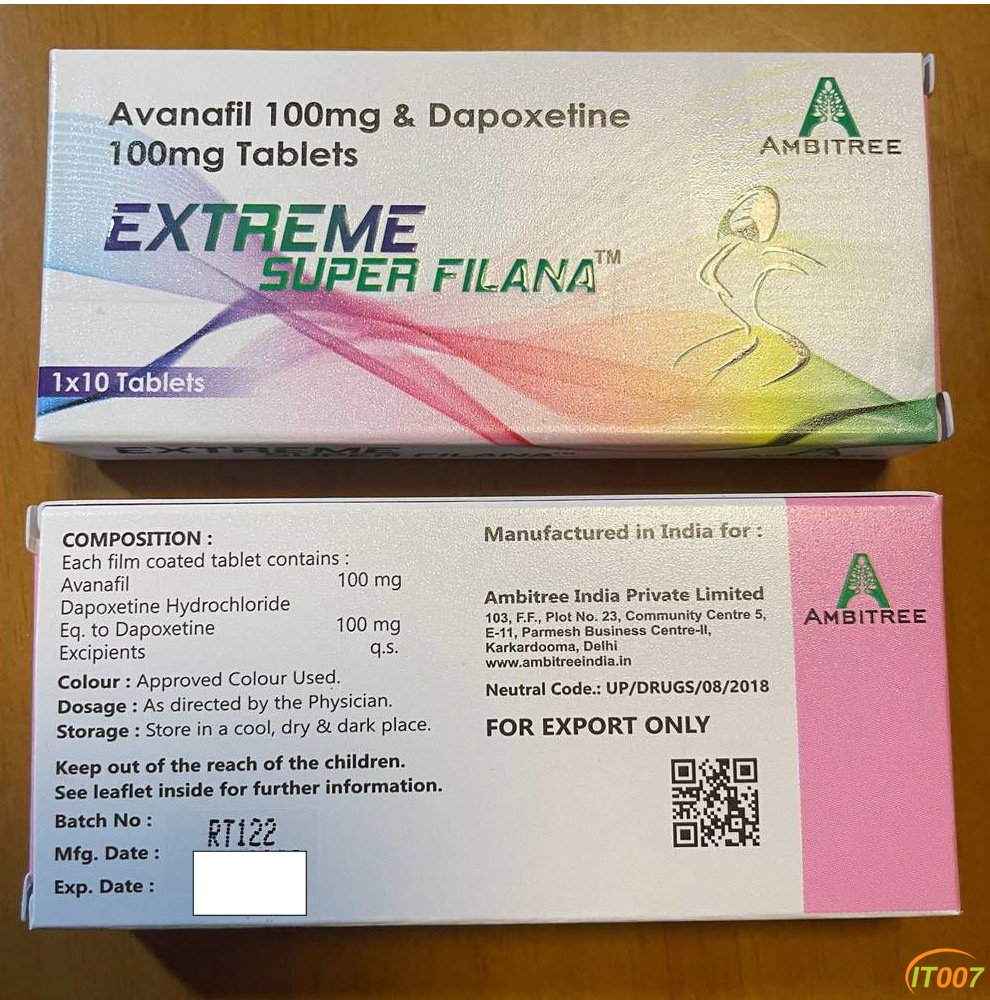 Avanafil 100mg & Dapoxetine
100mg Tablets
AMBITREE
EXTREME
SUPER FILANA™
1x10 Tablets
EXTREME
SUPER FILANA™
COMPOSITION :
Each film coated tablet contains :
Avanafil 100 mg
Dapoxetine Hydrochloride
Eq. to Dapoxetine 100 mg
Excipients q.s.
Colour : Approved Colour Used.
Dosage : As directed by the Physician.
Storage : Store in a cool, dry & dark place.
Keep out of the reach of the children.
See leaflet inside for further information.
Batch No : RT122
Mfg. Date :
Exp. Date :
Manufactured in India for :
Ambitree India Private Limited
103, F.F., Plot No. 23, Community Centre 5,
E-11, Parmesh Business Centre-II,
Karkardooma, Delhi
www.ambitreeindia.in
Neutral Code.: UP/DRUGS/08/2018
FOR EXPORT ONLY
AMBITREE
IT007